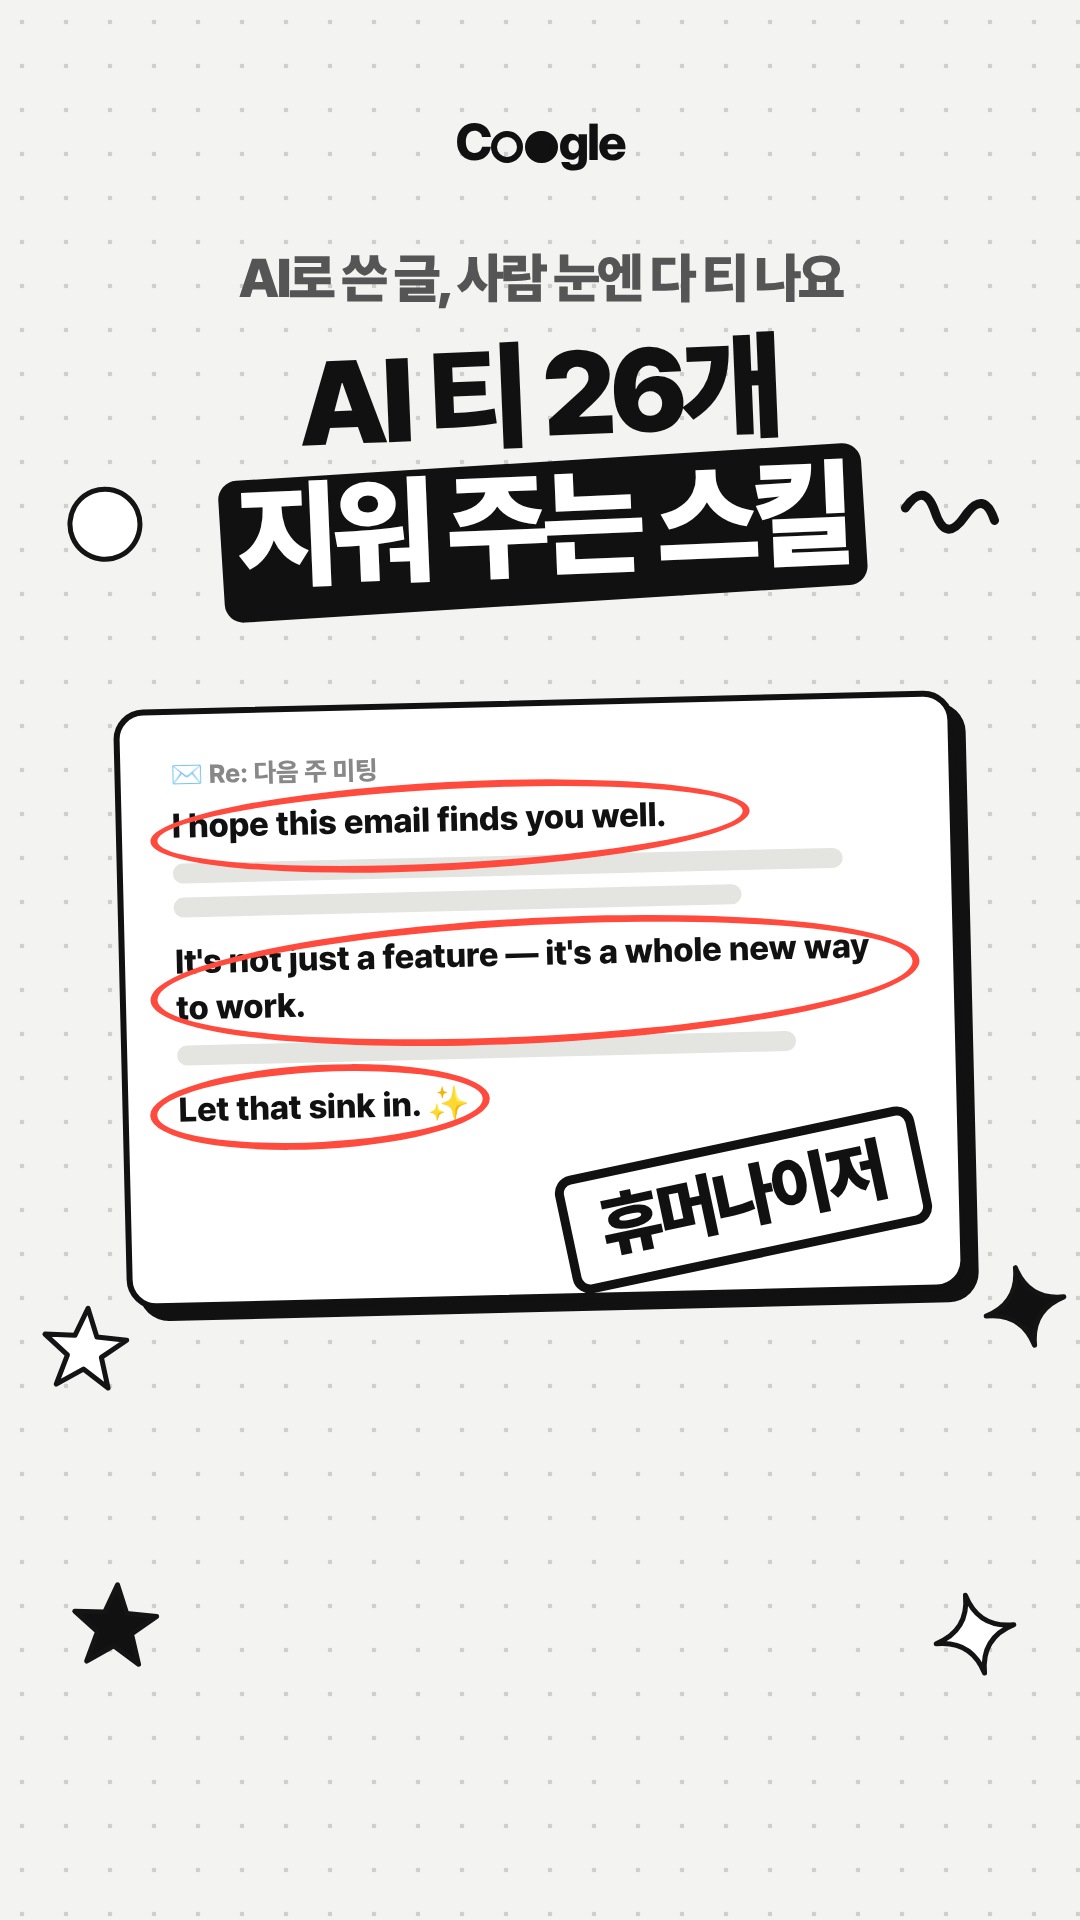 Coogle
AI로 쓴 글, 사람 눈엔 다 티 나요
AI 티 26개
지워 주는 스킬
✉️ Re: 다음 주 미팅
I hope this email finds you well.
It's not just a feature — it's a whole new way
to work.
Let that sink in. ✨
휴머나이저